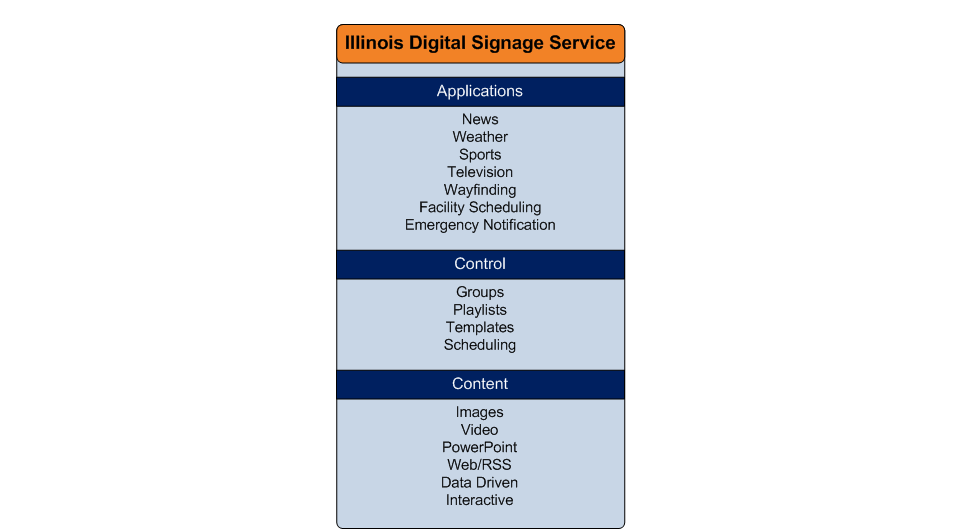 Illinois Digital Signage Service
Applications
News
Weather
Sports
Television
Wayfinding
Facility Scheduling
Emergency Notification
Control
Groups
Playlists
Templates
Scheduling
Content
Images
Video
PowerPoint
Web/RSS
Data Driven
Interactive